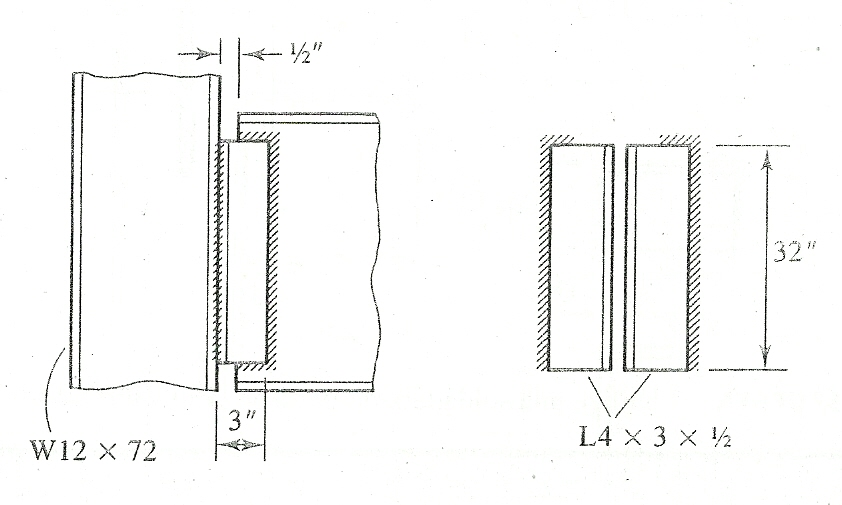 ½"
32"
3"
L4 × 3 × ½
W12 × 72